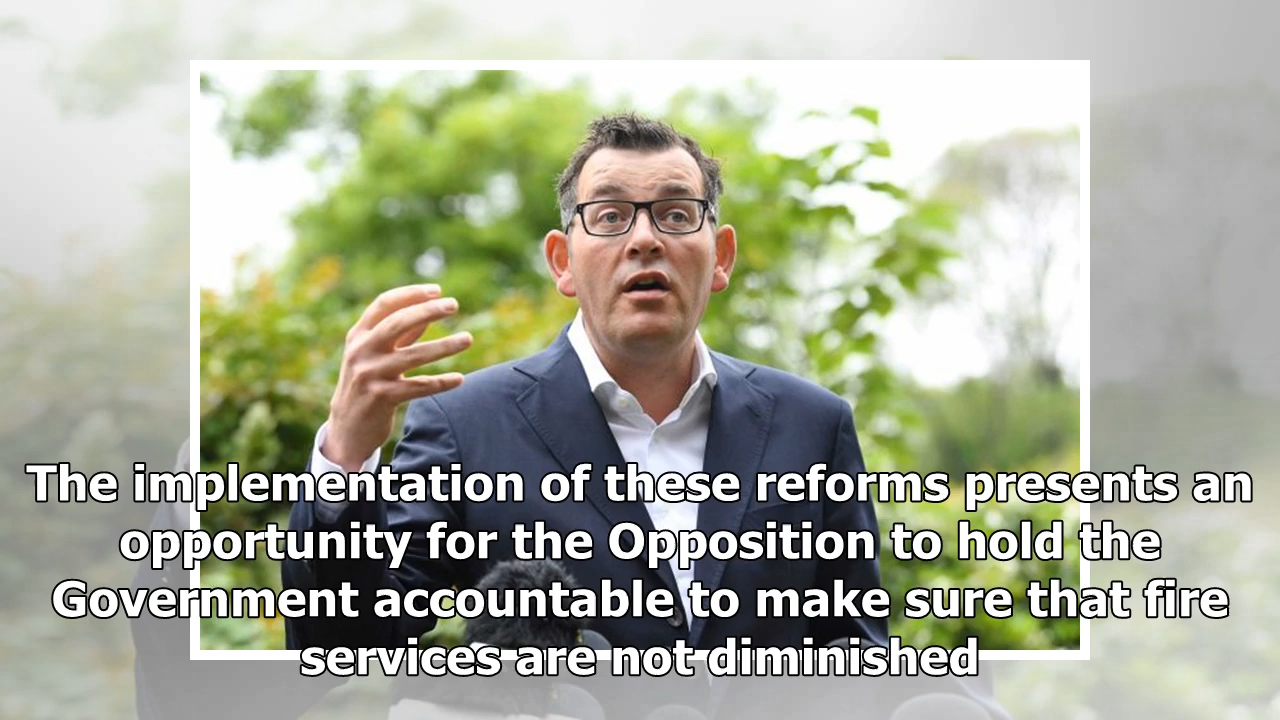 The implementation of these reforms presents an
opportunity for the Opposition to hold the
Government accountable to make sure that fire
services are not diminished